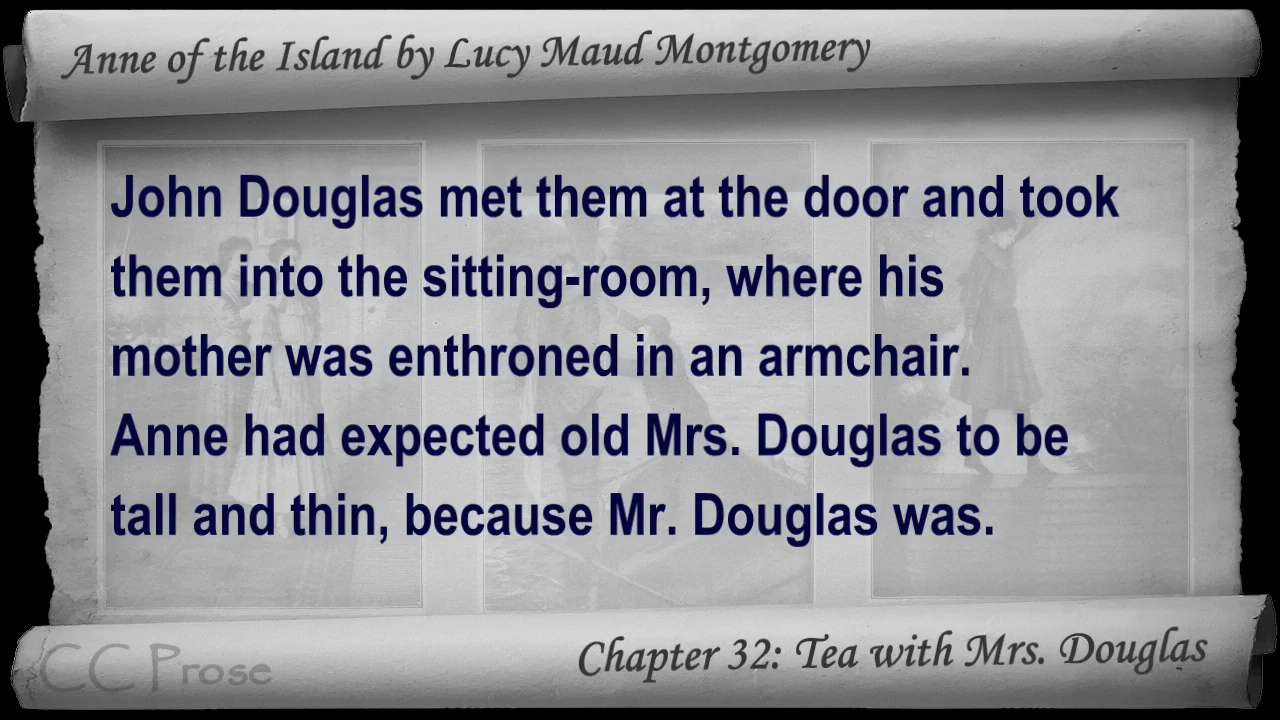 Anne of the Island by Lucy Maud Montgomery
John Douglas met them at the door and took
them into the sitting-room, where his
mother was enthroned in an armchair.
Anne had expected old Mrs. Douglas to be
tall and thin, because Mr. Douglas was.
CC Prose
Chapter 32: Tea with Mrs. Douglas